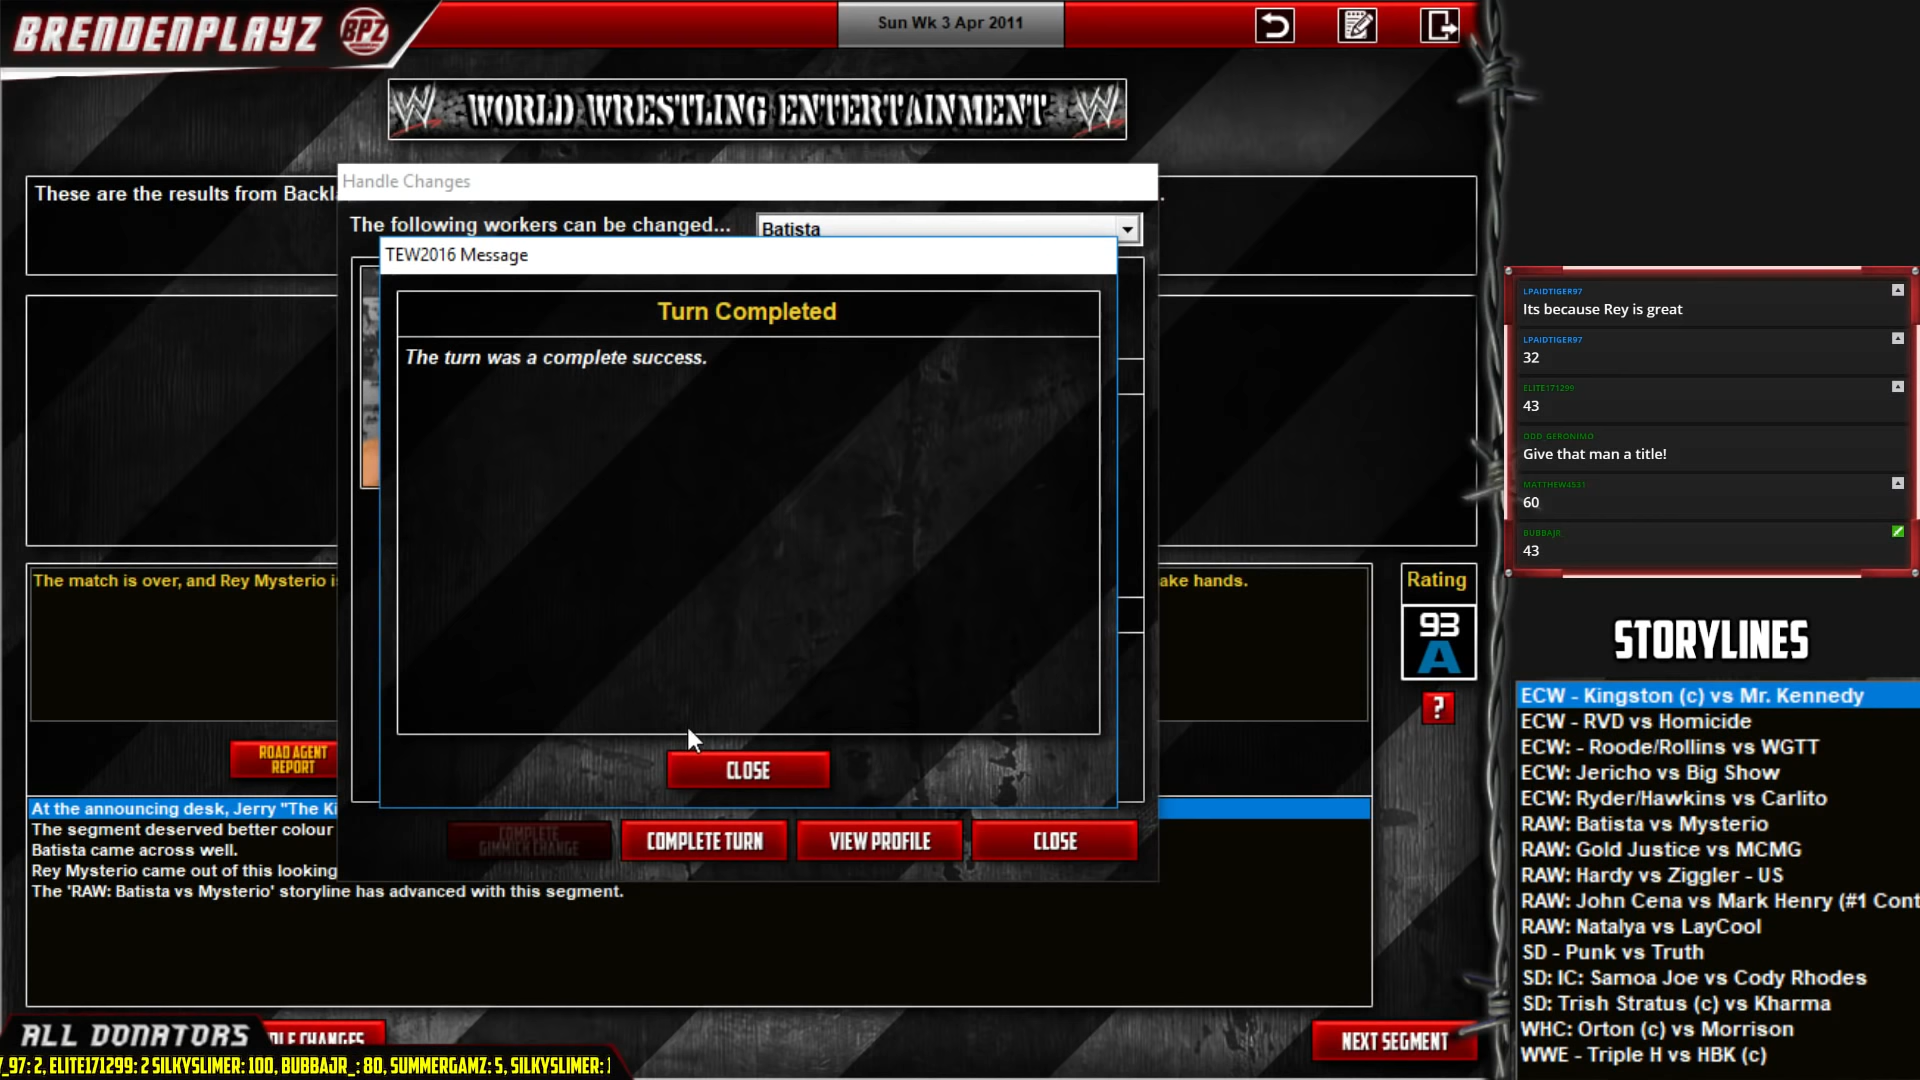 BRENDENPLAYZ
BPZ
Sun Wk 3 Apr 2011
W WORLD WRESTLING ENTERTAINMENT W
These are the results from Backl
.
Handle Changes
The following workers can be changed...
Batista
TEW2016 Message
Turn Completed
The turn was a complete success.
CLOSE
COMPLETE
GIMMICK CHANGE
COMPLETE TURN
VIEW PROFILE
CLOSE
The match is over, and Rey Mysterio i
ake hands.
Rating
93
A
?
ROAD AGENT
REPORT
At the announcing desk, Jerry "The Ki
The segment deserved better colour
Batista came across well.
Rey Mysterio came out of this looking
The 'RAW: Batista vs Mysterio' storyline has advanced with this segment.
NEXT SEGMENT
DLE CHANGES
ALL DONATORS
_97: 2, ELITE171299: 2 SILKYSLIMER: 100, BUBBAJR_: 80, SUMMERGAMZ: 5, SILKYSLIMER: 1
LPAIDTIGER97
Its because Rey is great
LPAIDTIGER97
32
ELITE171299
43
ODD_GERONIMO
Give that man a title!
MATTHEW4531
60
BUBBAJR_
43
STORYLINES
ECW - Kingston (c) vs Mr. Kennedy
ECW - RVD vs Homicide
ECW: - Roode/Rollins vs WGTT
ECW: Jericho vs Big Show
ECW: Ryder/Hawkins vs Carlito
RAW: Batista vs Mysterio
RAW: Gold Justice vs MCMG
RAW: Hardy vs Ziggler - US
RAW: John Cena vs Mark Henry (#1 Cont
RAW: Natalya vs LayCool
SD - Punk vs Truth
SD: IC: Samoa Joe vs Cody Rhodes
SD: Trish Stratus (c) vs Kharma
WHC: Orton (c) vs Morrison
WWE - Triple H vs HBK (c)